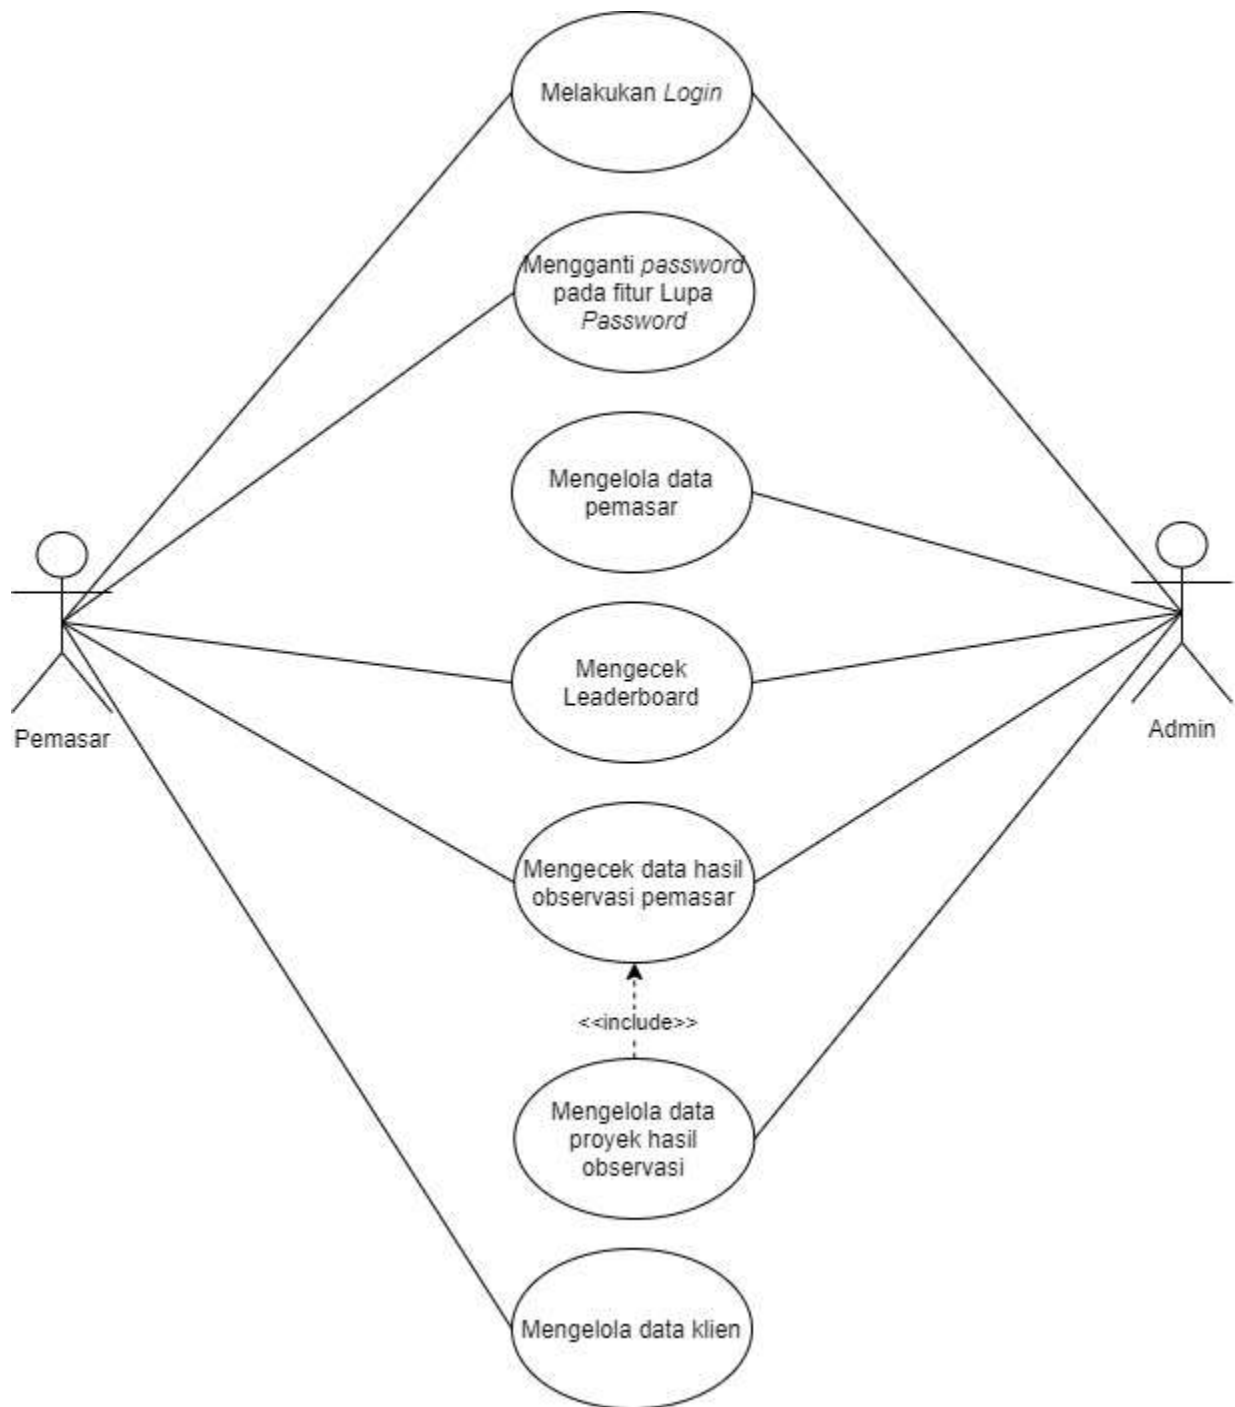 Melakukan Login
Mengganti password
pada fitur Lupa
Password
Mengelola data
pemasar
Mengecek
Leaderboard
Pemasar
Admin
Mengecek data hasil
observasi pemasar
<<include>>
Mengelola data
proyek hasil
observasi
Mengelola data klien